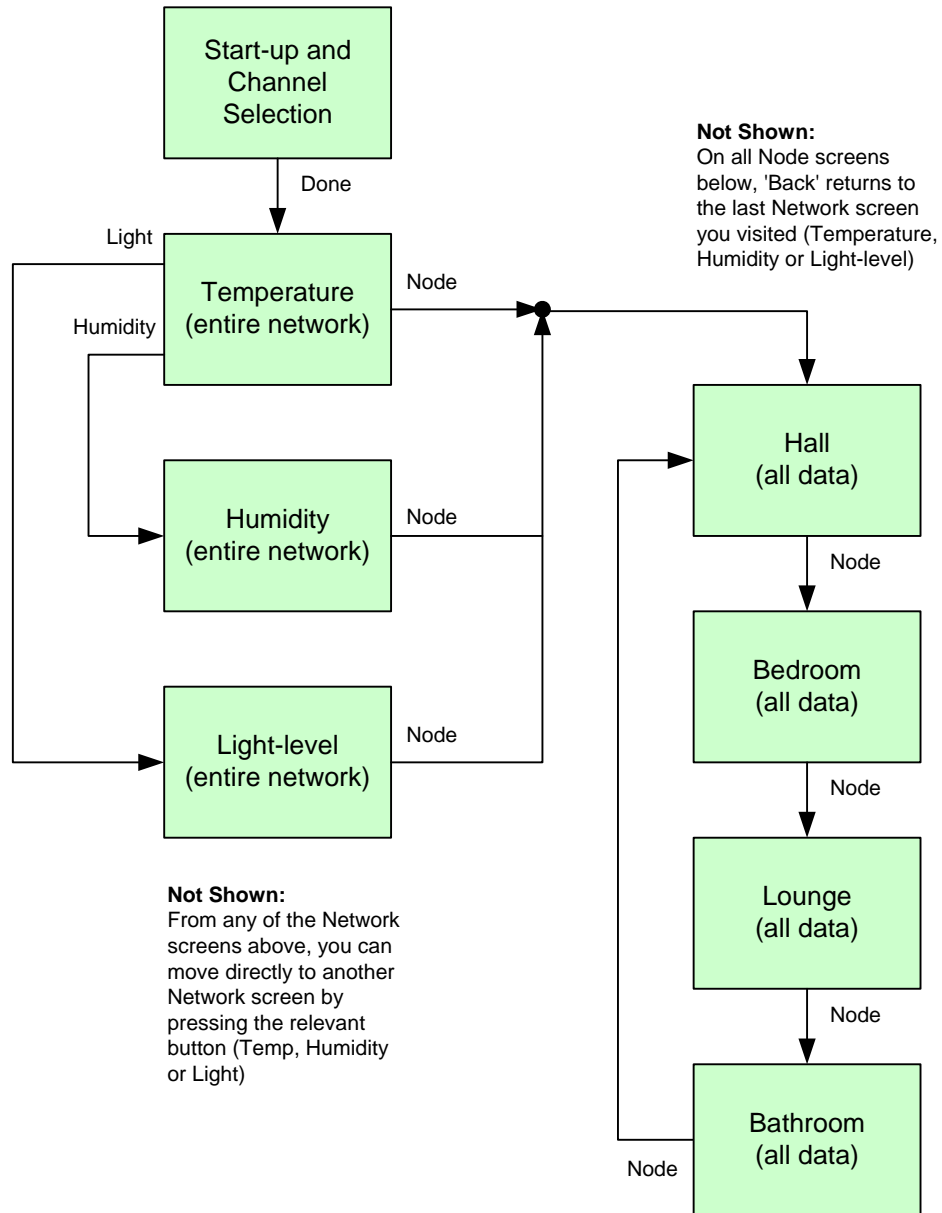 Start-up and
Channel
Selection
Done
Not Shown:
On all Node screens
below, 'Back' returns to
the last Network screen
you visited (Temperature,
Humidity or Light-level)
Light
Temperature
(entire network)
Node
Humidity
Hall
(all data)
Humidity
(entire network)
Node
Node
Bedroom
(all data)
Light-level
(entire network)
Node
Node
Not Shown:
From any of the Network
screens above, you can
move directly to another
Network screen by
pressing the relevant
button (Temp, Humidity
or Light)
Lounge
(all data)
Node
Bathroom
(all data)
Node